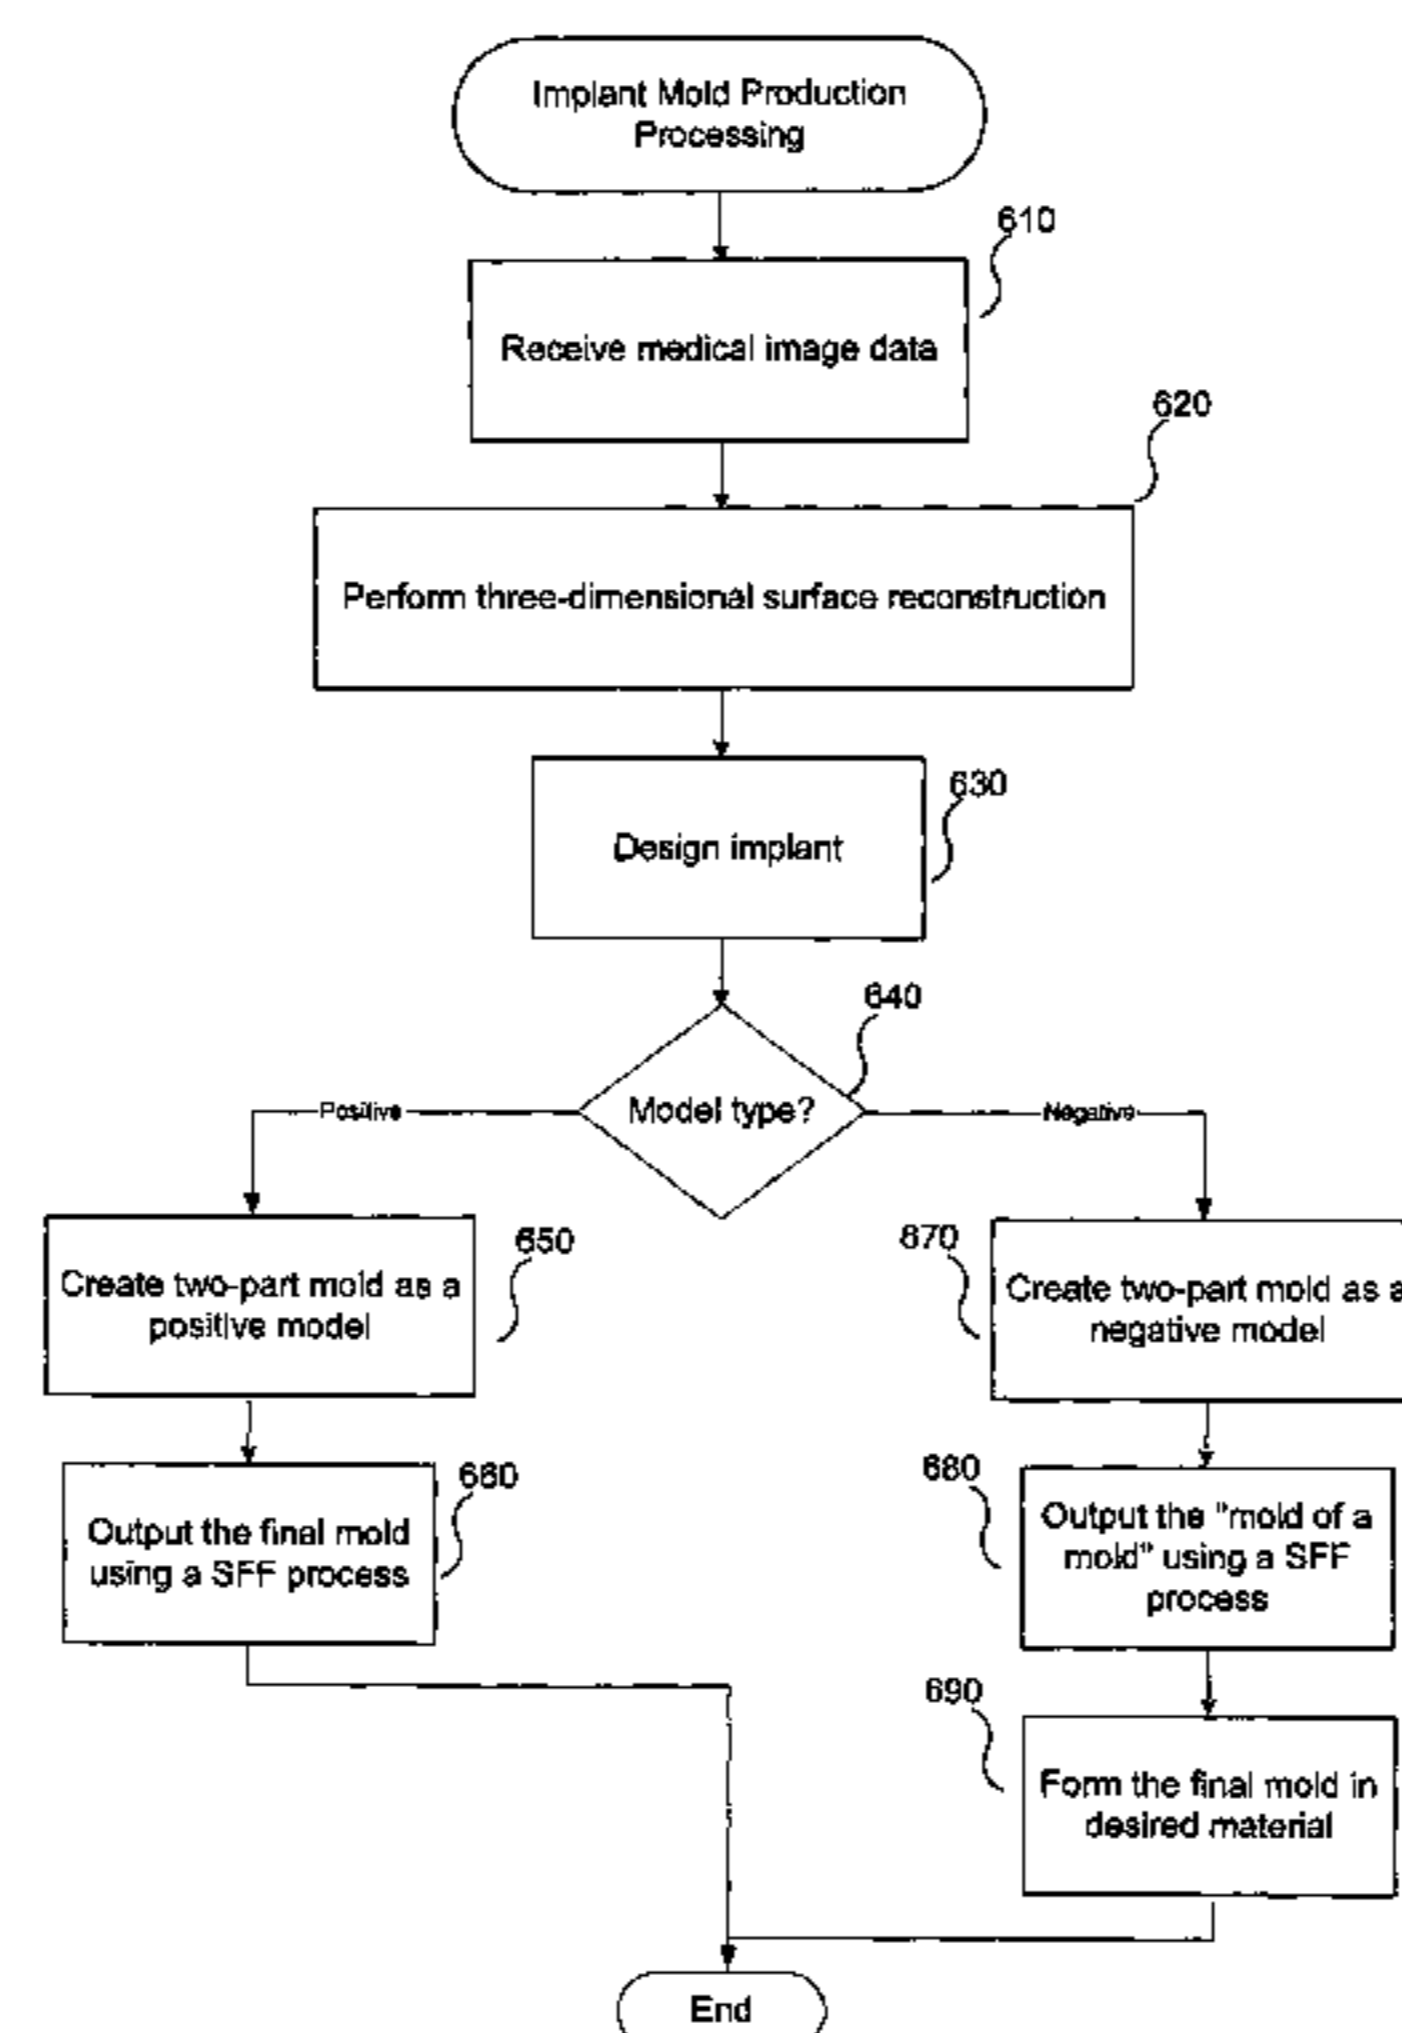 Implant Mold Production
Processing
610
Receive medical image data
620
Perform three-dimensional surface reconstruction
630
Design implant
640
Model type?
Positive
Negative
650
Create two-part mold as a
positive model
670
Create two-part mold as a
negative model
660
Output the final mold
using a SFF process
680
Output the "mold of a
mold" using a SFF
process
690
Form the final mold in
desired material
End